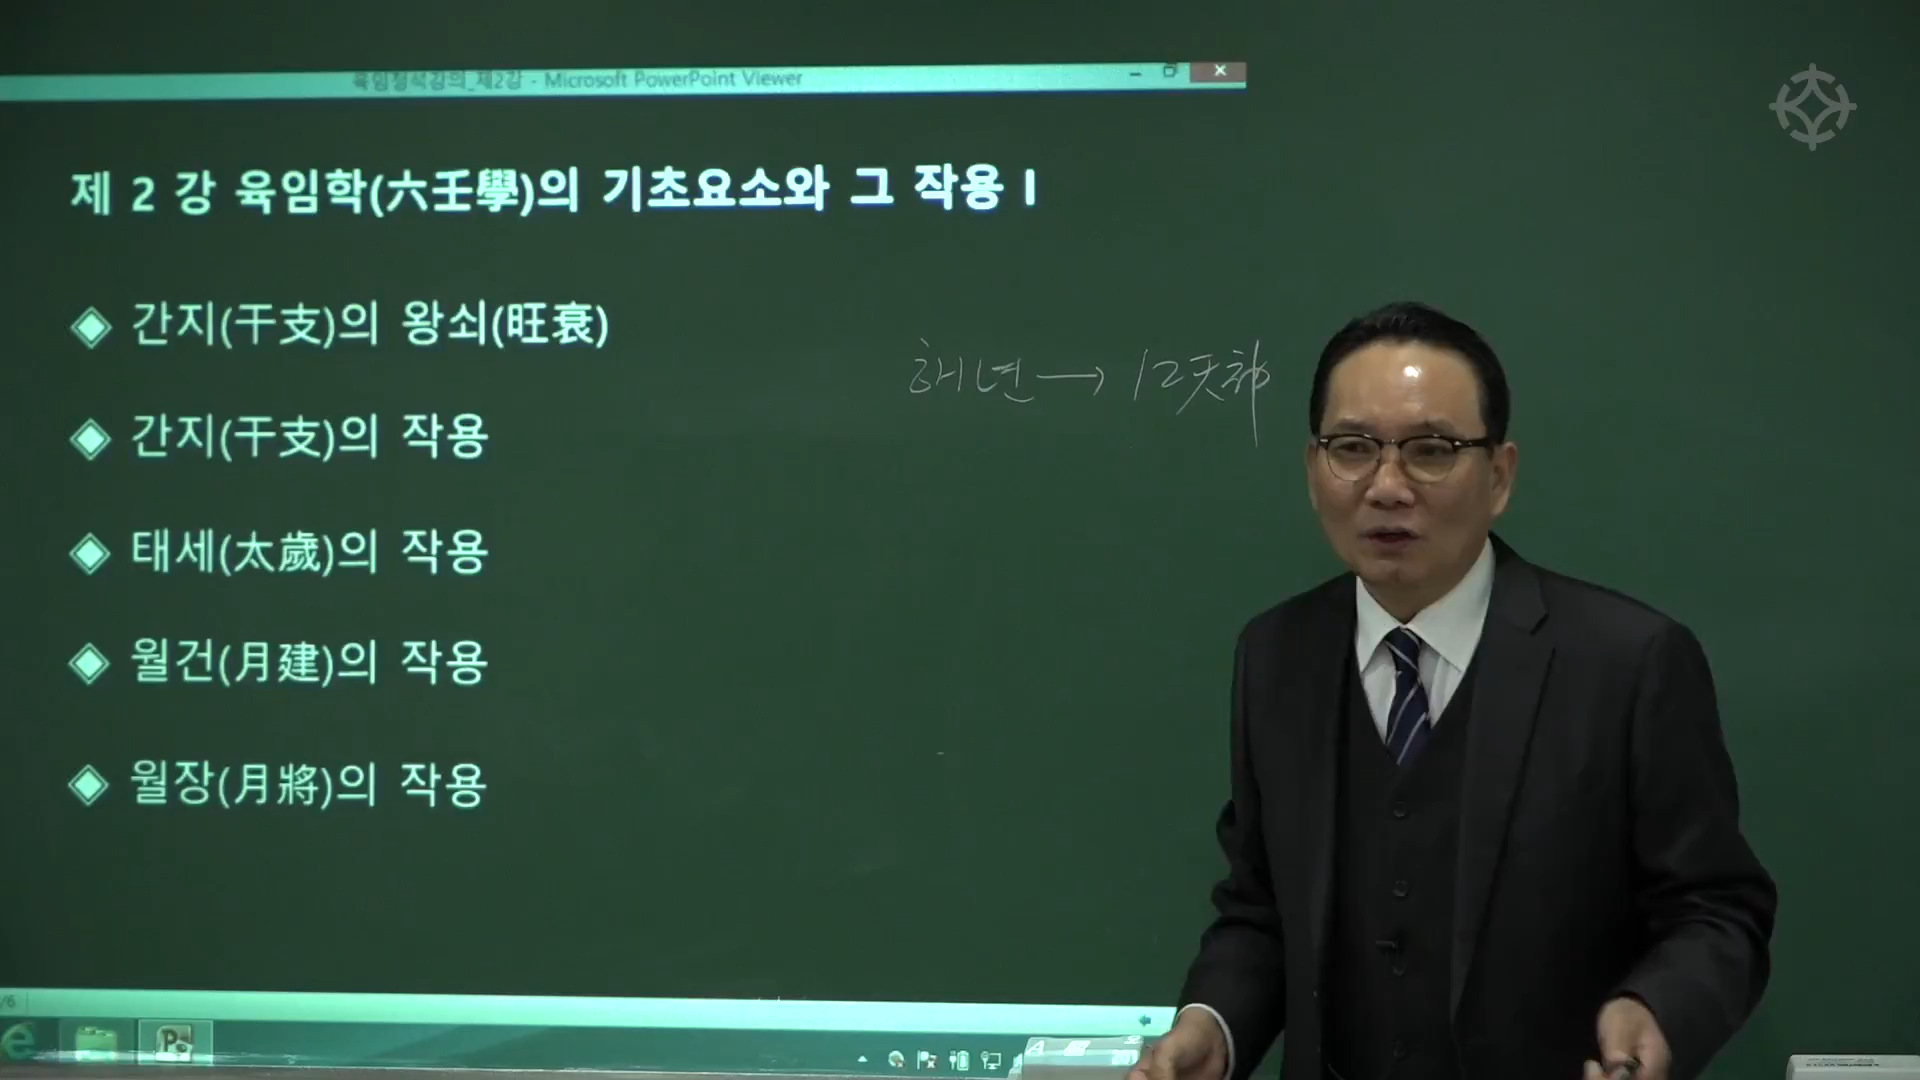 육임정석강의_제2강 - Microsoft PowerPoint Viewer
제 2 강 육임학(六壬學)의 기초요소와 그 작용 I
◈ 간지(干支)의 왕쇠(旺衰)
해년 → 12天神
◈ 간지(干支)의 작용
◈ 태세(太歲)의 작용
◈ 월건(月建)의 작용
◈ 월장(月將)의 작용
/6